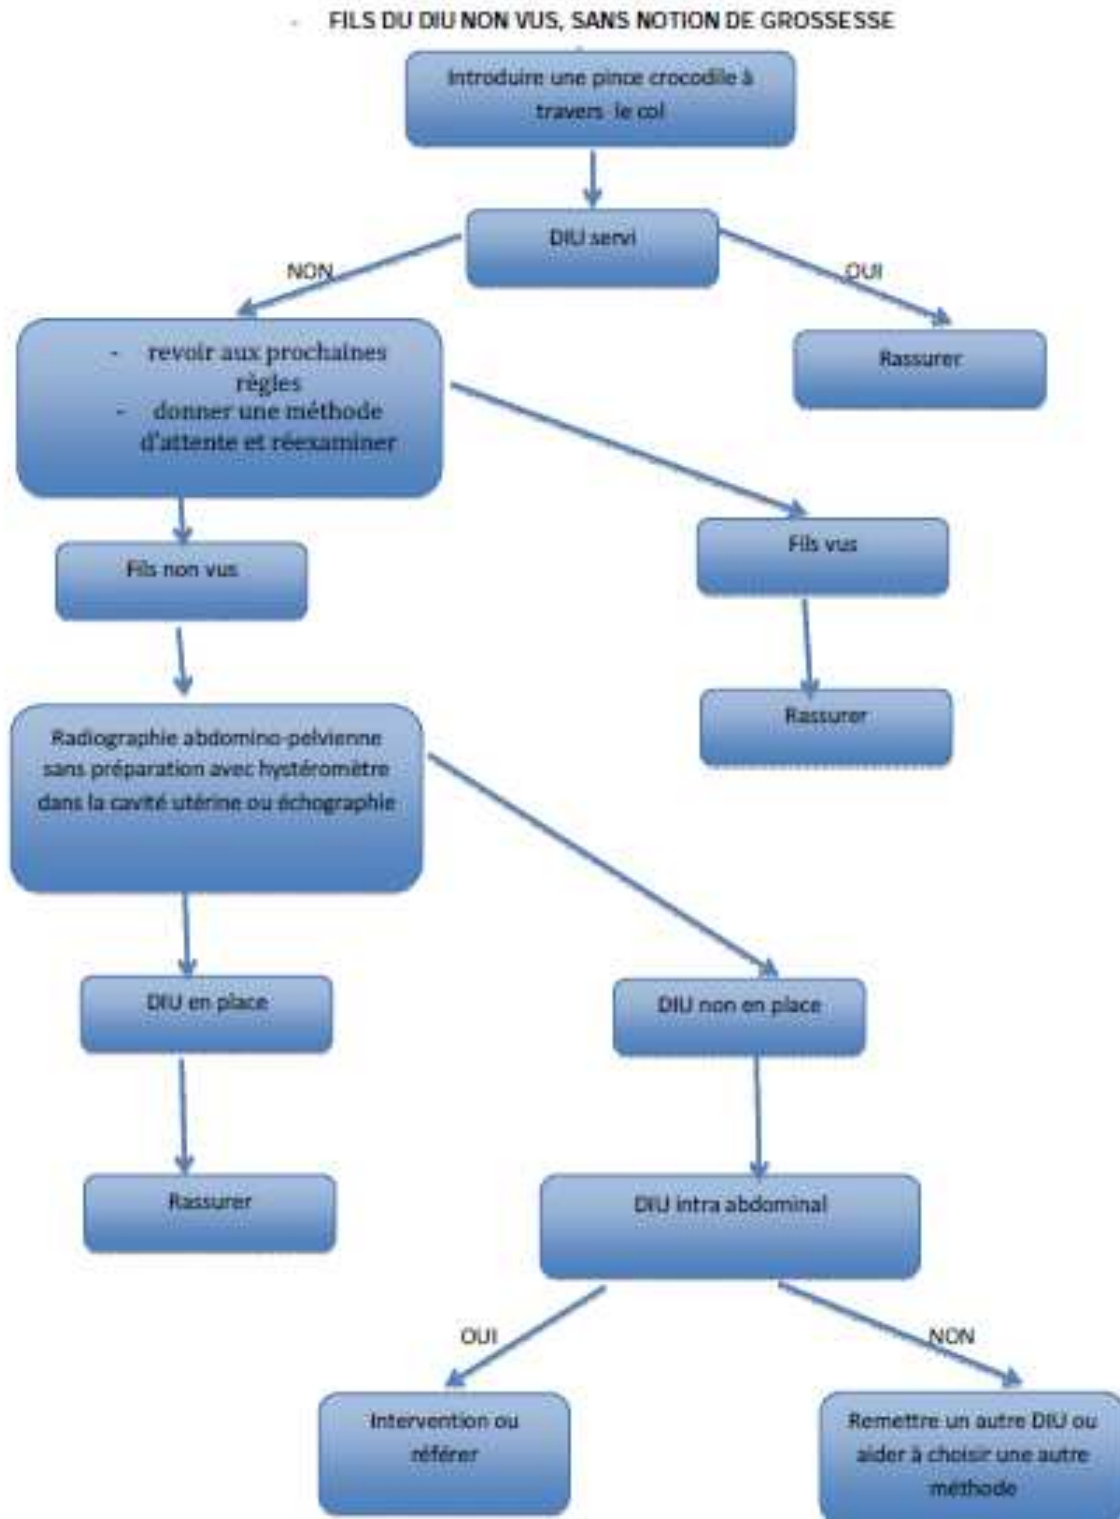 - FILS DU DIU NON VUS, SANS NOTION DE GROSSESSE
Introduire une pince crocodile à
travers le col
DIU servi
NON
OUI
- revoir aux prochaines
règles
- donner une méthode
d'attente et réexaminer
Rassurer
Fils non vus
Fils vus
Rassurer
Radiographie abdomino-pelvienne
sans préparation avec hystéromètre
dans la cavité utérine ou échographie
DIU en place
DIU non en place
Rassurer
DIU intra abdominal
OUI
NON
Intervention ou
référer
Remettre un autre DIU ou
aider à choisir une autre
méthode